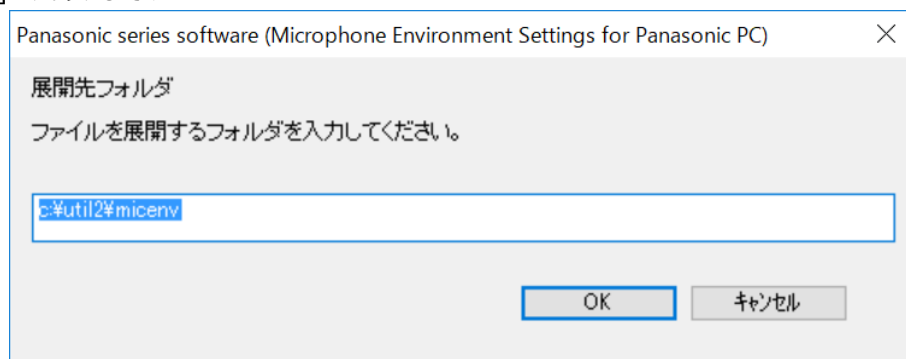 Panasonic series software (Microphone Environment Settings for Panasonic PC)
展開先フォルダ
ファイルを展開するフォルダを入力してください。
c:¥util2¥micenv
OK
キャンセル